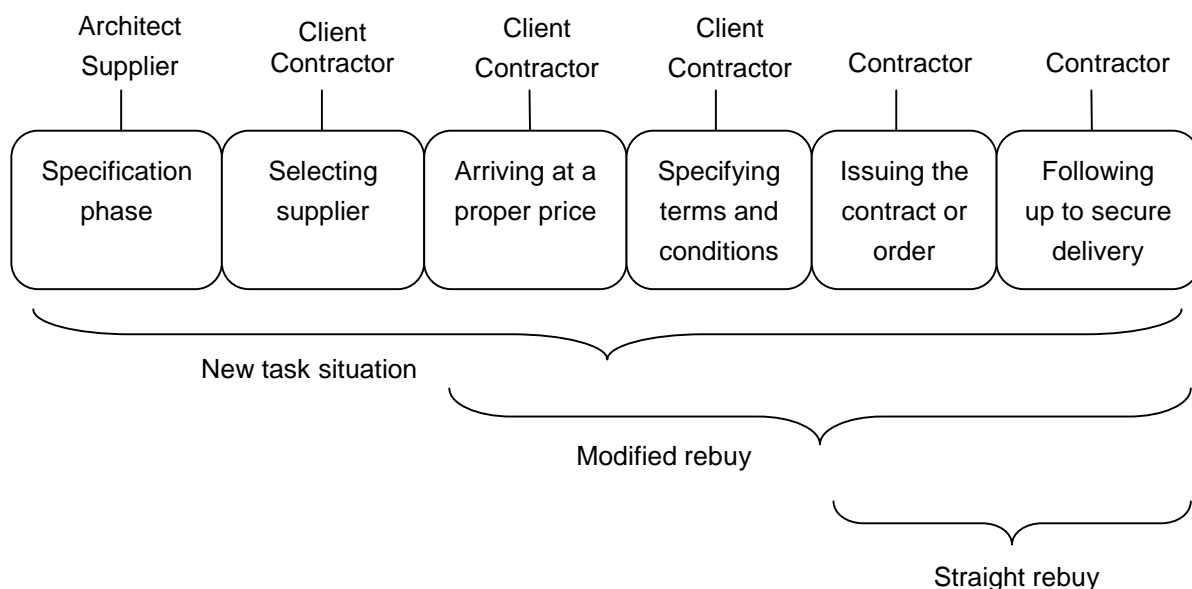 Architect
Supplier
Client
Contractor
Client
Contractor
Client
Contractor
Contractor
Contractor
Specification
phase
Selecting
supplier
Arriving at a
proper price
Specifying
terms and
conditions
Issuing the
contract or
order
Following
up to secure
delivery
New task situation
Modified rebuy
Straight rebuy